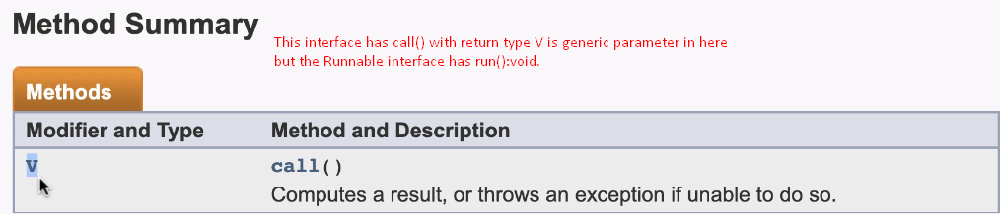 Method Summary
This interface has call() with return type V is generic parameter in here
but the Runnable interface has run():void.
Methods
Modifier and Type Method and Description
V call()
Computes a result, or throws an exception if unable to do so.